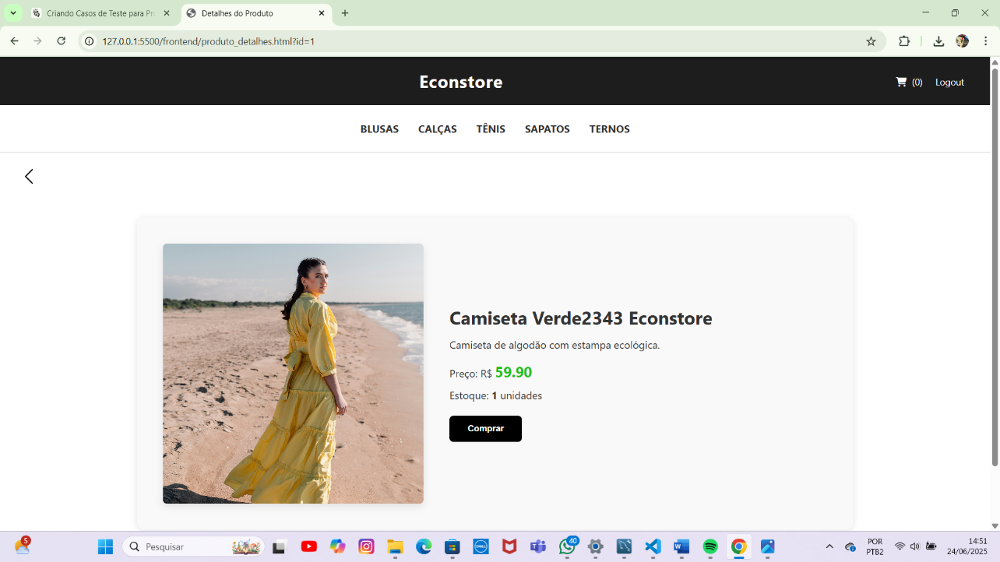 Criando Casos de Teste para Pro
Detalhes do Produto
127.0.0.1:5500/frontend/produto_detalhes.html?id=1
Econstore
(0)
Logout
BLUSAS
CALÇAS
TÊNIS
SAPATOS
TERNOS
Camiseta Verde2343 Econstore
Camiseta de algodão com estampa ecológica.
Preço: R$ 59.90
Estoque: 1 unidades
Comprar
5
Pesquisar
DELL
40
POR
PTB2
14:51
24/06/2025